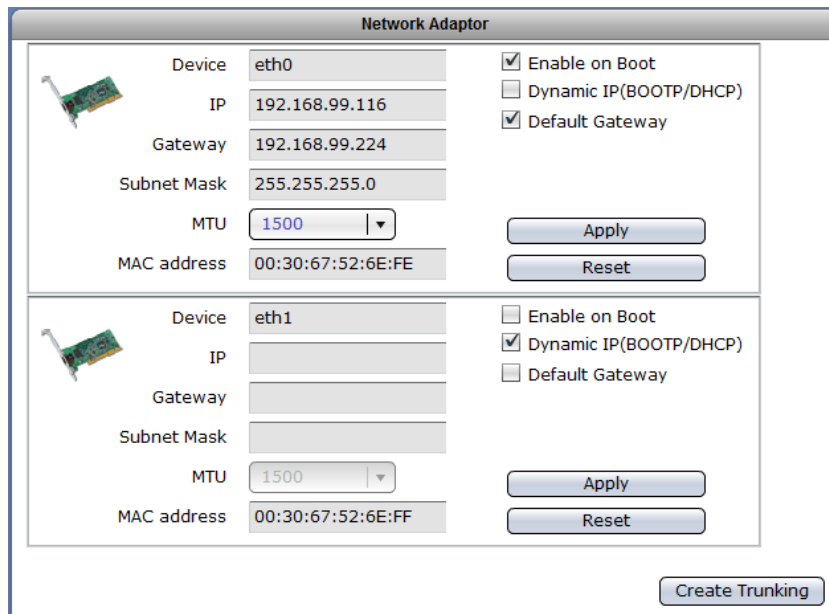 Network Adaptor
Device eth0
Enable on Boot
Dynamic IP(BOOTP/DHCP)
IP 192.168.99.116
Default Gateway
Gateway 192.168.99.224
Subnet Mask 255.255.255.0
MTU 1500
Apply
MAC address 00:30:67:52:6E:FE
Reset
Device eth1
Enable on Boot
Dynamic IP(BOOTP/DHCP)
IP
Default Gateway
Gateway
Subnet Mask
MTU 1500
Apply
MAC address 00:30:67:52:6E:FF
Reset
Create Trunking